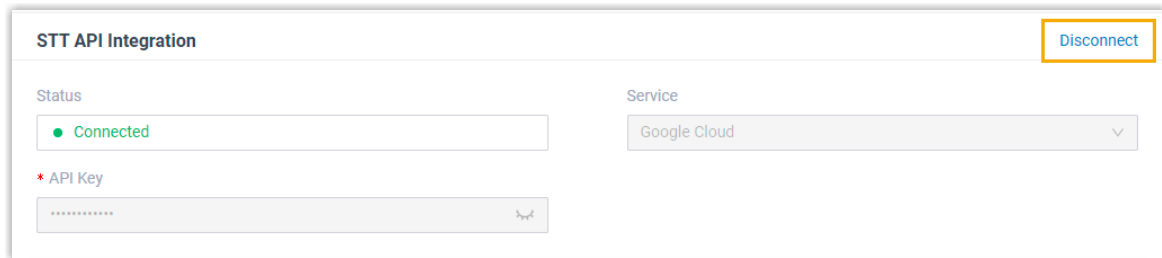 STT API Integration
Disconnect
Status
Service
Connected
Google Cloud
* API Key
············